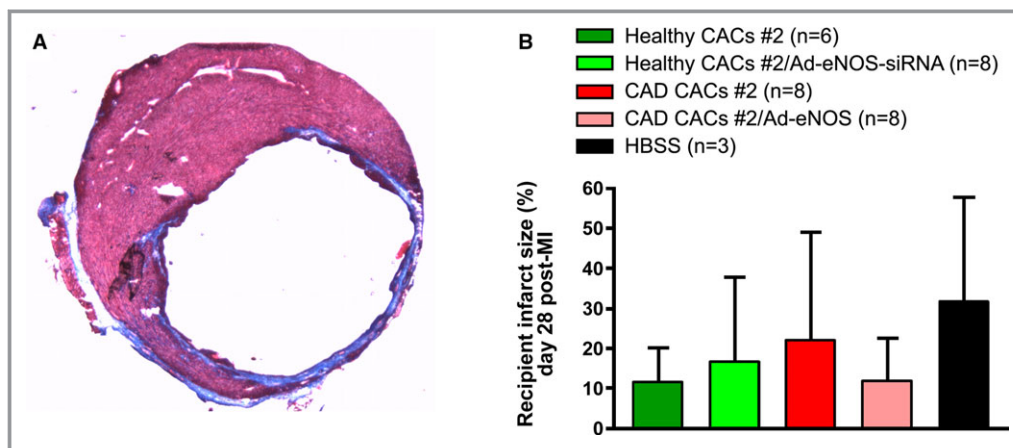 A
B
Healthy CACs #2 (n=6)
Healthy CACs #2/Ad-eNOS-siRNA (n=8)
CAD CACs #2 (n=8)
CAD CACs #2/Ad-eNOS (n=8)
HBSS (n=3)
Recipient infarct size (%)
day 28 post-MI
60
50
40
30
20
10
0